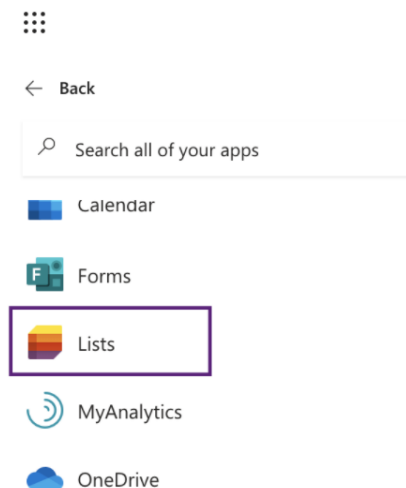 Back
Search all of your apps
Calendar
F
Forms
Lists
MyAnalytics
OneDrive